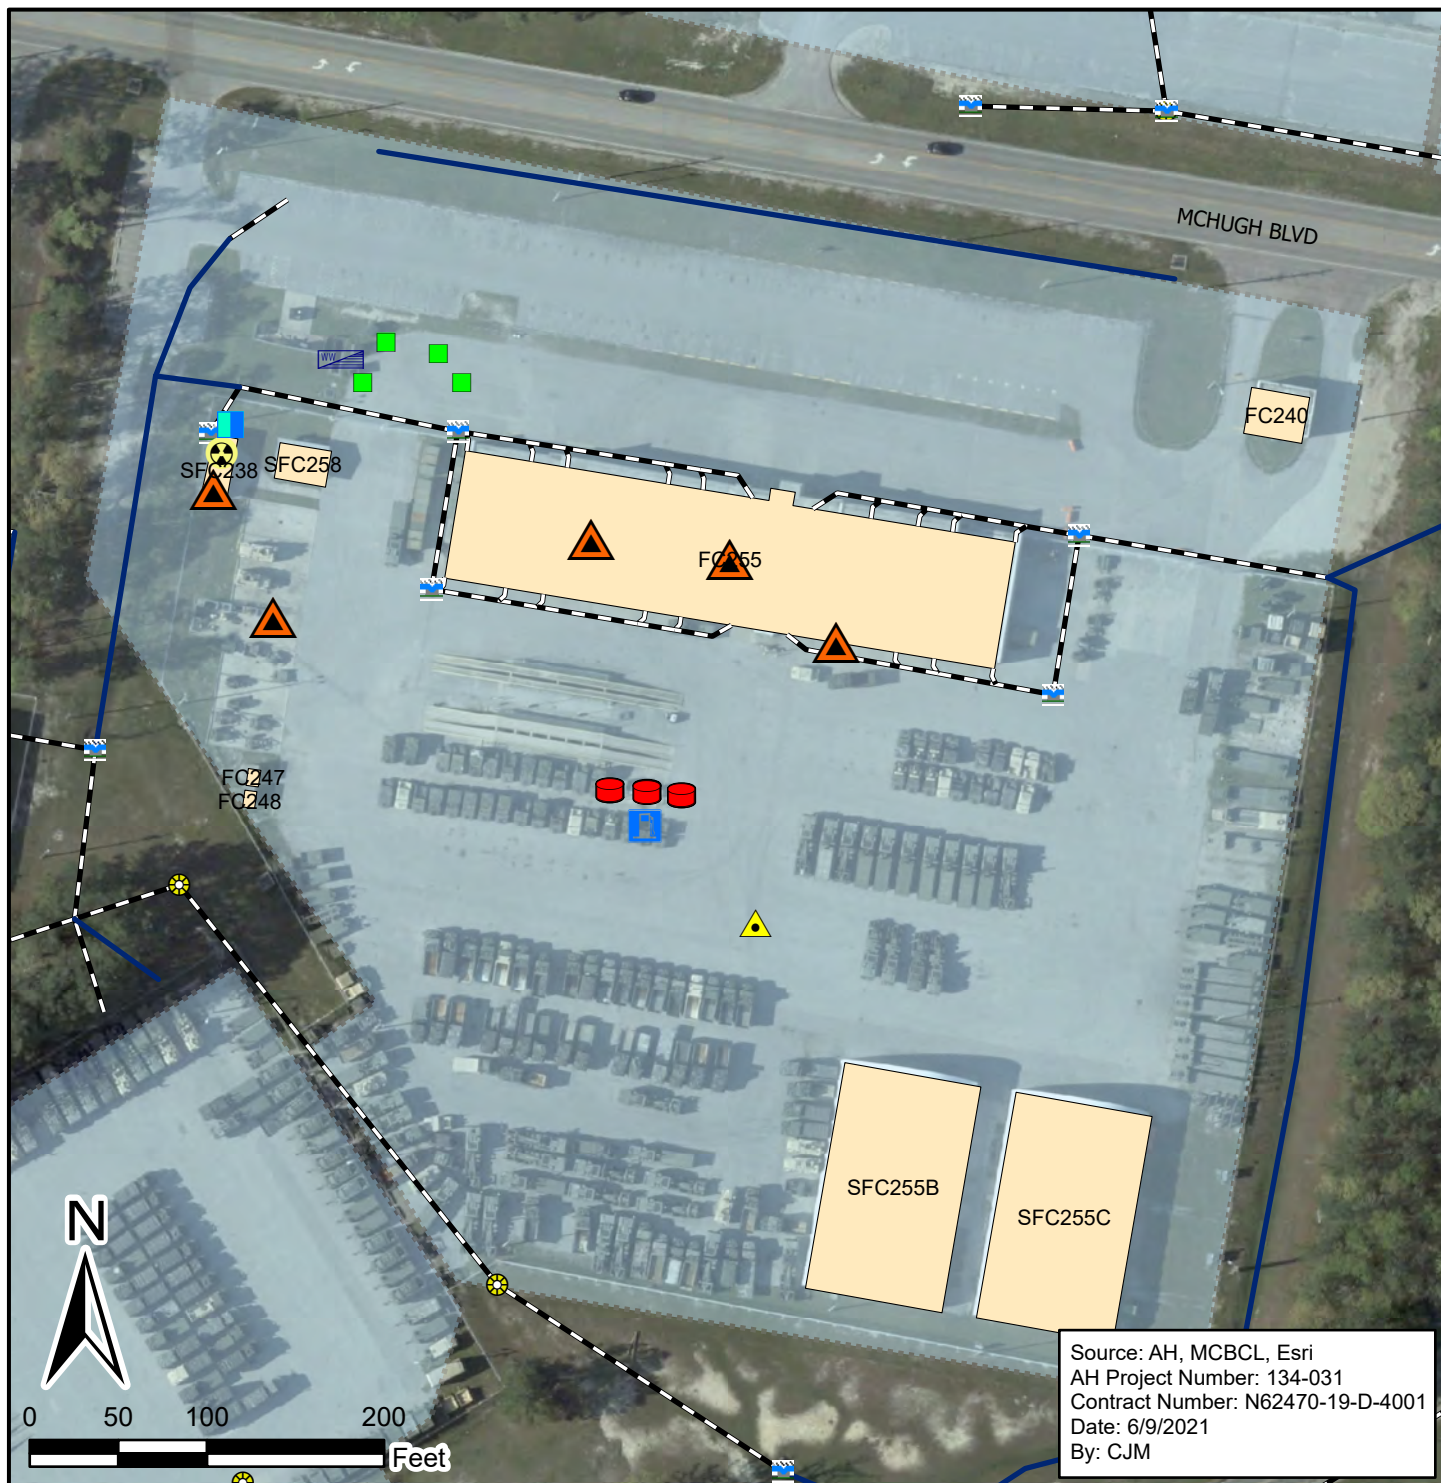 MCHUGH BLVD
WW
FC240
SFC238
SFC258
FC255
FC247
FC248
SFC255B
SFC255C
N
0 50 100 200
Feet
Source: AH, MCBCL, Esri
AH Project Number: 134-031
Contract Number: N62470-19-D-4001
Date: 6/9/2021
By: CJM